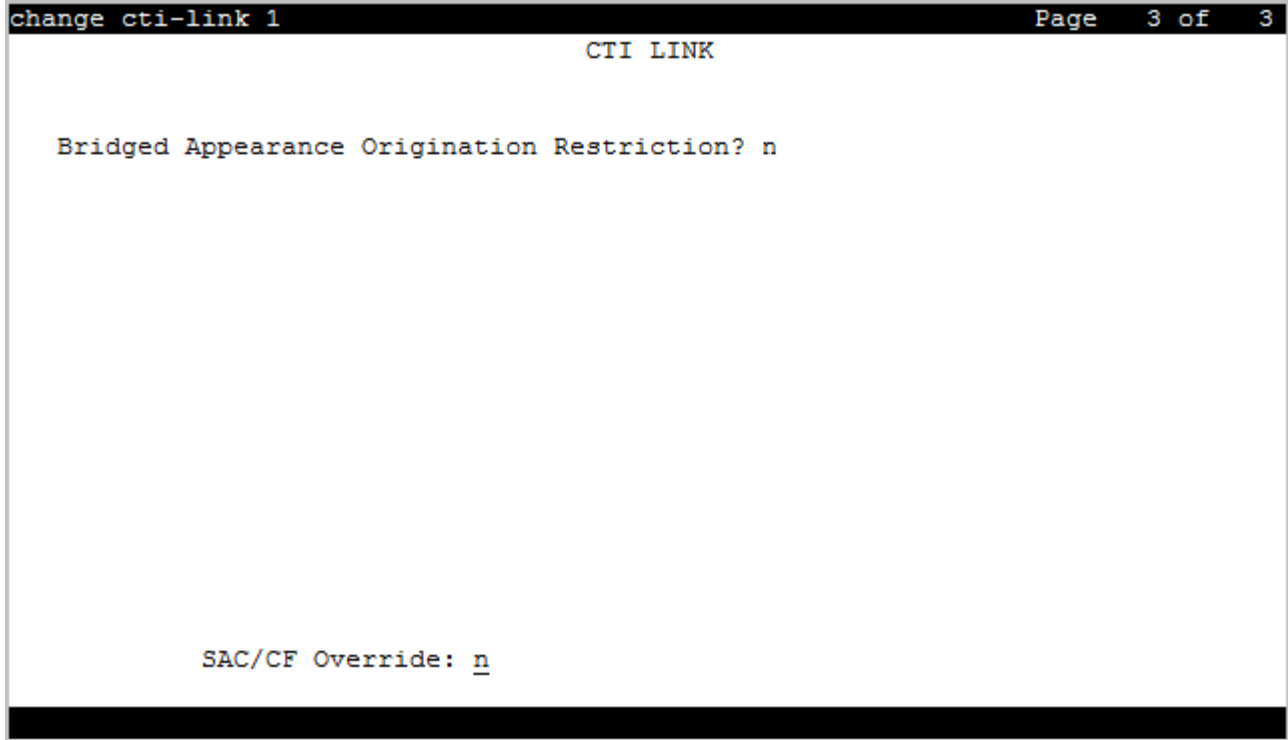 change cti-link 1 Page 3 of 3
CTI LINK
Bridged Appearance Origination Restriction? n
SAC/CF Override: n